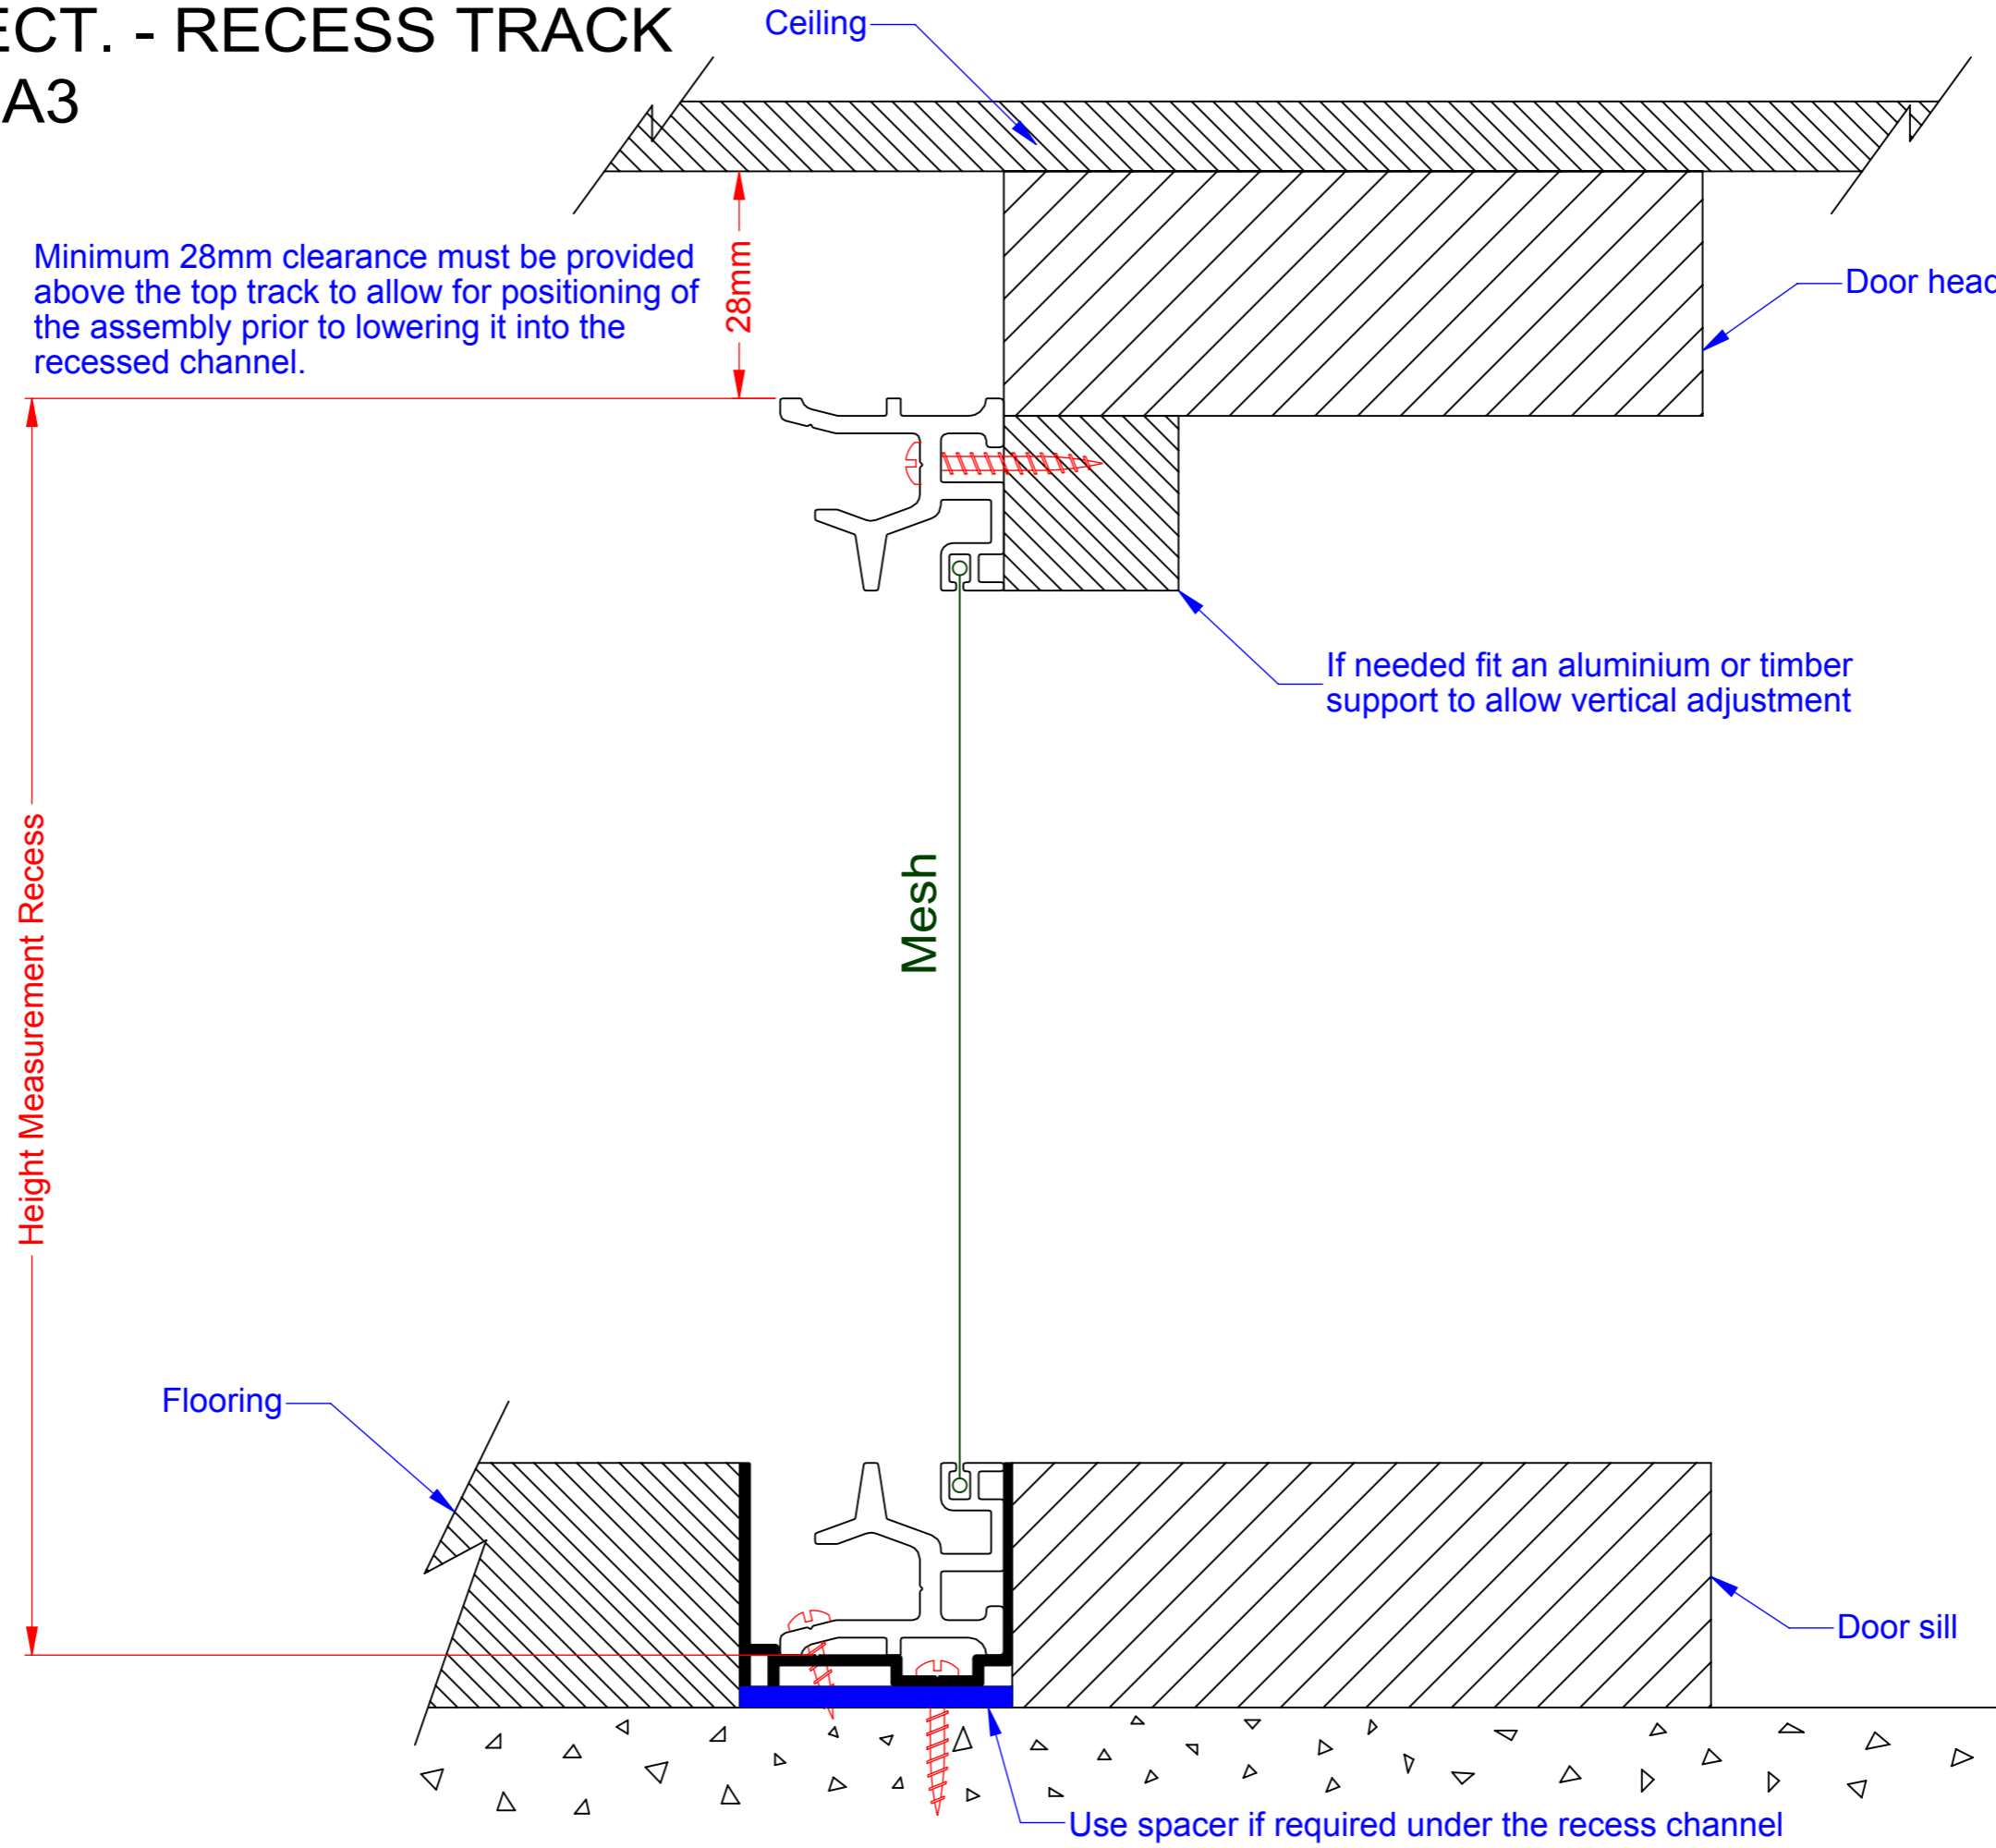 ECT. - RECESS TRACK
A3
Ceiling
Minimum 28mm clearance must be provided
above the top track to allow for positioning of
the assembly prior to lowering it into the
recessed channel.
28mm
Door head
If needed fit an aluminium or timber
support to allow vertical adjustment
Height Measurement Recess
Mesh
Flooring
Door sill
Use spacer if required under the recess channel